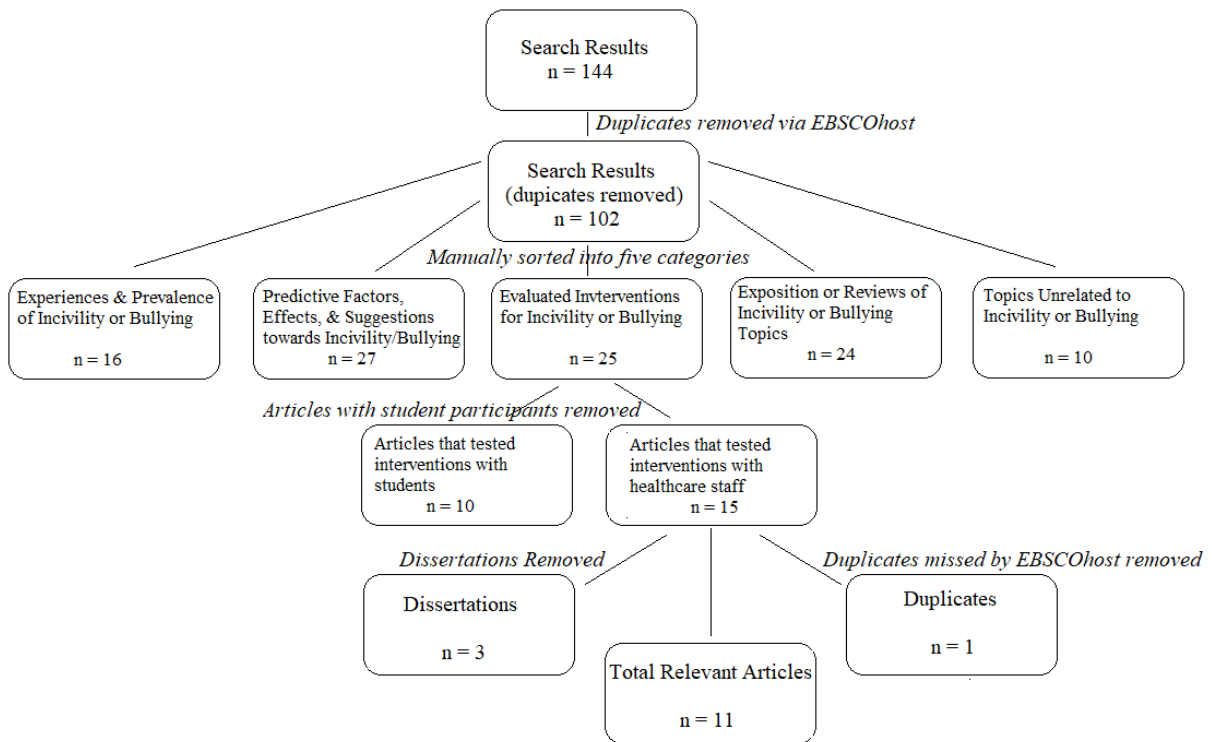 Search Results
n = 144
Duplicates removed via EBSCOhost
Search Results
(dupicates removed)
n = 102
Manually sorted into five categories
Experiences & Prevalence
of Incivility or Bullying
n = 16
Predictive Factors,
Effects, & Suggestions
towards Incivility/Bullying
n = 27
Evaluated Invterventions
for Incivility or Bullying
n = 25
Exposition or Reviews of
Incivility or Bullying
Topics
n = 24
Topics Unrelated to
Incivility or Bullying
n = 10
Articles with student participants removed
Articles that tested
interventions with
students
n = 10
Articles that tested
interventions with
healthcare staff
n = 15
Dissertations Removed
Duplicates missed by EBSCOhost removed
Dissertations
n = 3
Total Relevant Articles
n = 11
Duplicates
n = 1